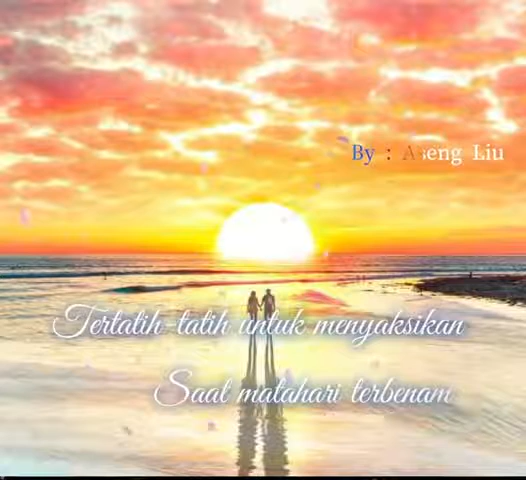 By : Aseng Liu
Tertatih-tatih untuk menyaksikan
Saat matahari terbenam